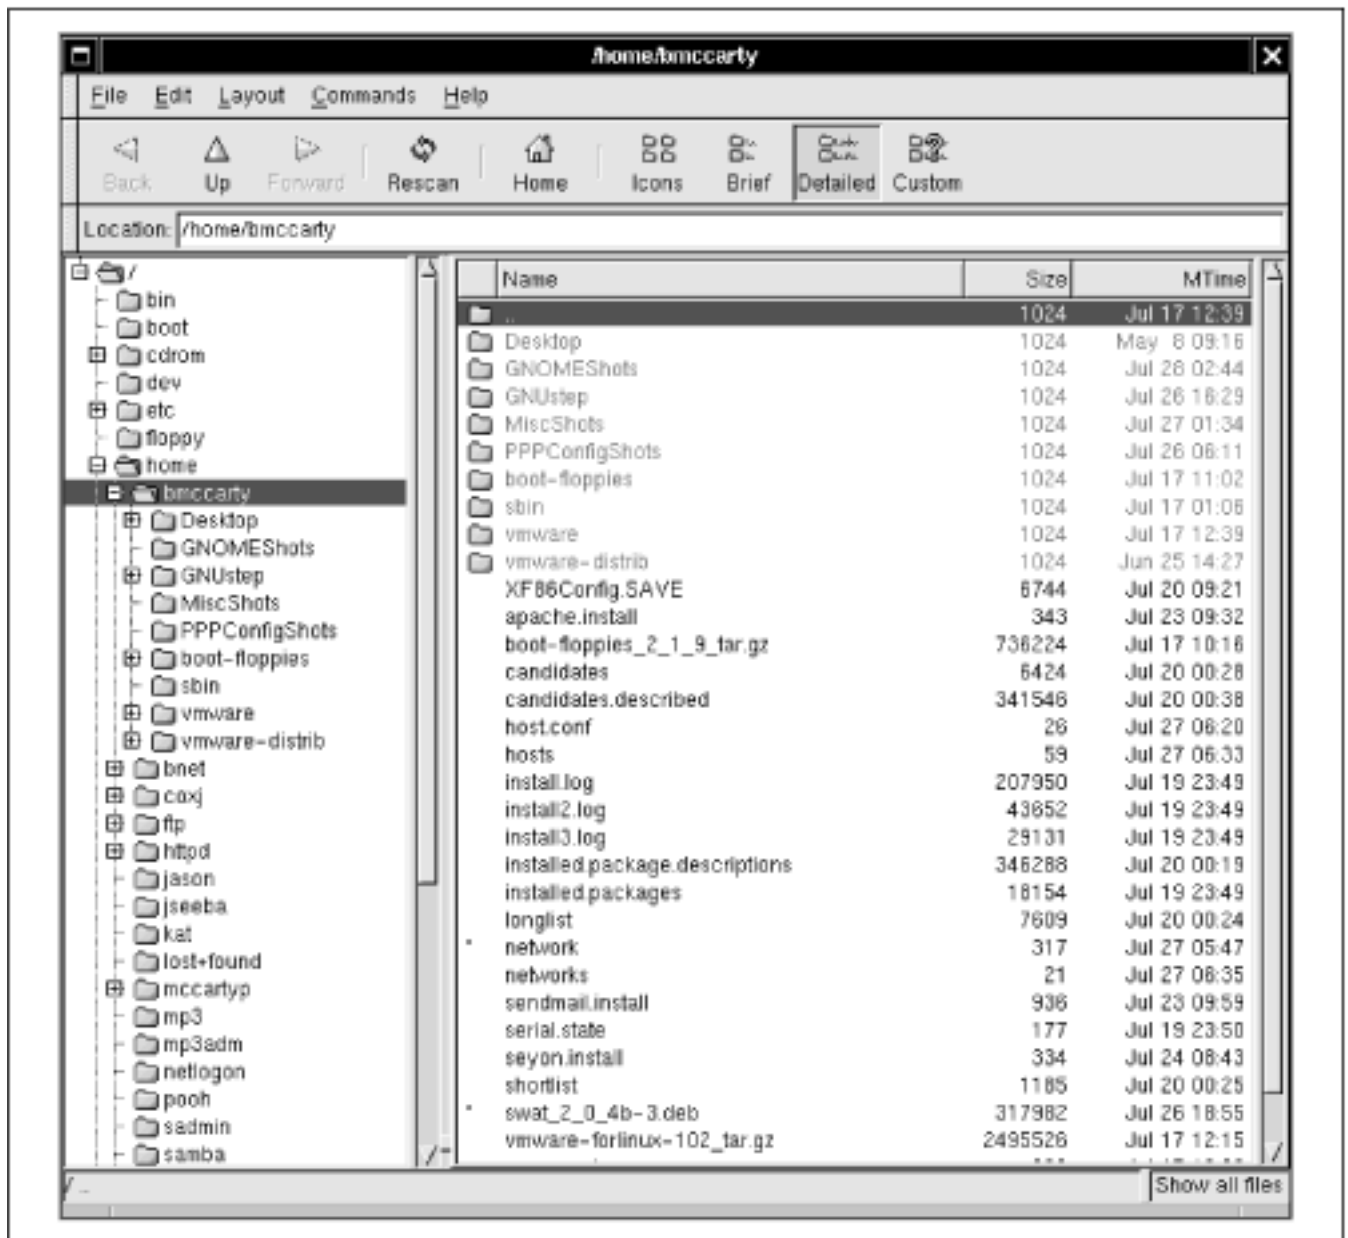 /home/bmccarty
File Edit Layout Commands Help
Back Up Forward Rescan Home Icons Brief Detailed Custom
Location: /home/bmccarty
/
bin
boot
cdrom
dev
etc
floppy
home
bmccarty
Desktop
GNOMEShots
GNUstep
MiscShots
PPPConfigShots
boot-floppies
sbin
vmware
vmware-distrib
bnet
coxj
ftp
httpd
jason
jseeba
kat
lost+found
mccartyp
mp3
mp3adm
netlogon
pooh
sadmin
samba
Name Size MTime
.. 1024 Jul 17 12:39
Desktop 1024 May 8 09:16
GNOMEShots 1024 Jul 28 02:44
GNUstep 1024 Jul 26 16:29
MiscShots 1024 Jul 27 01:34
PPPConfigShots 1024 Jul 26 06:11
boot-floppies 1024 Jul 17 11:02
sbin 1024 Jul 17 01:06
vmware 1024 Jul 17 12:39
vmware-distrib 1024 Jun 25 14:27
XF86Config.SAVE 6744 Jul 20 09:21
apache.install 343 Jul 23 09:32
boot-floppies_2_1_9_tar.gz 736224 Jul 17 10:16
candidates 6424 Jul 20 00:28
candidates.described 341546 Jul 20 00:38
host.conf 26 Jul 27 06:20
hosts 59 Jul 27 06:33
install.log 207950 Jul 19 23:49
install2.log 43652 Jul 19 23:49
install3.log 29131 Jul 19 23:49
installed.package.descriptions 346288 Jul 20 00:19
installed.packages 18154 Jul 19 23:49
longlist 7609 Jul 20 00:24
network 317 Jul 27 05:47
networks 21 Jul 27 06:35
sendmail.install 936 Jul 23 09:59
serial.state 177 Jul 19 23:50
seyon.install 334 Jul 24 08:43
shortlist 1185 Jul 20 00:25
swat_2_0_4b-3.deb 317982 Jul 26 18:55
vmware-forlinux-102_tar.gz 2495526 Jul 17 12:15
/ ..
Show all files